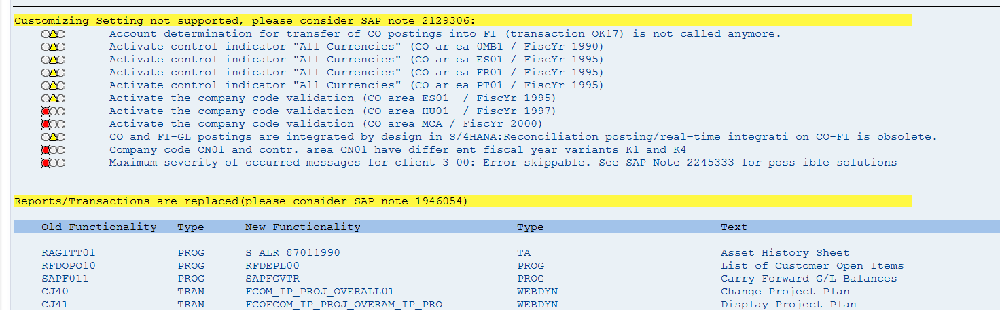 Customizing Setting not supported, please consider SAP note 2129306:
Account determination for transfer of CO postings into FI (transaction OK17) is not called anymore.
Activate control indicator "All Currencies" (CO ar ea 0MB1 / FiscYr 1990)
Activate control indicator "All Currencies" (CO ar ea ES01 / FiscYr 1995)
Activate control indicator "All Currencies" (CO ar ea FR01 / FiscYr 1995)
Activate control indicator "All Currencies" (CO ar ea PT01 / FiscYr 1995)
Activate the company code validation (CO area ES01  / FiscYr 1995)
Activate the company code validation (CO area HU01  / FiscYr 1997)
Activate the company code validation (CO area MCA / FiscYr 2000)
CO and FI-GL postings are integrated by design in S/4HANA:Reconciliation posting/real-time integrati on CO-FI is obsolete.
Company code CN01 and contr. area CN01 have differ ent fiscal year variants K1 and K4
Maximum severity of occurred messages for client 3 00: Error skippable. See SAP Note 2245333 for poss ible solutions
Reports/Transactions are replaced(please consider SAP note 1946054)
Old Functionality Type New Functionality Type Text
RAGITT01 PROG S_ALR_87011990 TA Asset History Sheet
RFDOPO10 PROG RFDEPL00 PROG List of Customer Open Items
SAPF011 PROG SAPFGVTR PROG Carry Forward G/L Balances
CJ40 TRAN FCOM_IP_PROJ_OVERALL01 WEBDYN Change Project Plan
CJ41 TRAN FCOFCOM_IP_PROJ_OVERAM_IP_PRO WEBDYN Display Project Plan